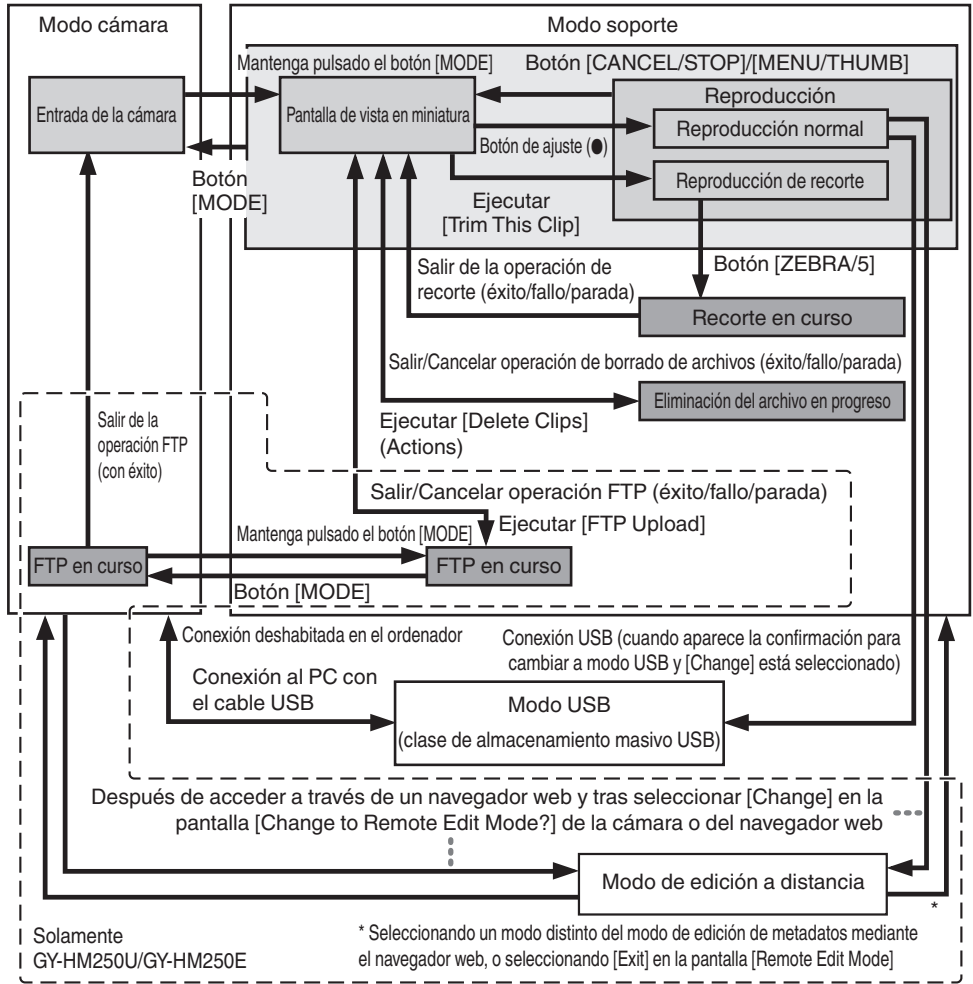 Modo cámara
Modo soporte
Mantenga pulsado el botón [MODE]
Botón [CANCEL/STOP]/[MENU/THUMB]
Entrada de la cámara
Pantalla de vista en miniatura
Reproducción
Reproducción normal
Botón de ajuste (●)
Reproducción de recorte
Botón
[MODE]
Ejecutar
[Trim This Clip]
Botón [ZEBRA/5]
Salir de la operación de
recorte (éxito/fallo/parada)
Recorte en curso
Salir/Cancelar operación de borrado de archivos (éxito/fallo/parada)
Eliminación del archivo en progreso
Ejecutar [Delete Clips]
(Actions)
Salir de la
operación FTP
(con éxito)
Salir/Cancelar operación FTP (éxito/fallo/parada)
Ejecutar [FTP Upload]
Mantenga pulsado el botón [MODE]
FTP en curso
FTP en curso
Botón [MODE]
Conexión deshabitada en el ordenador
Conexión USB (cuando aparece la confirmación para
cambiar a modo USB y [Change] está seleccionado)
Conexión al PC con
el cable USB
Modo USB
(clase de almacenamiento masivo USB)
Después de acceder a través de un navegador web y tras seleccionar [Change] en la
pantalla [Change to Remote Edit Mode?] de la cámara o del navegador web
Modo de edición a distancia
*
Solamente
GY-HM250U/GY-HM250E
* Seleccionando un modo distinto del modo de edición de metadatos mediante
el navegador web, o seleccionando [Exit] en la pantalla [Remote Edit Mode]